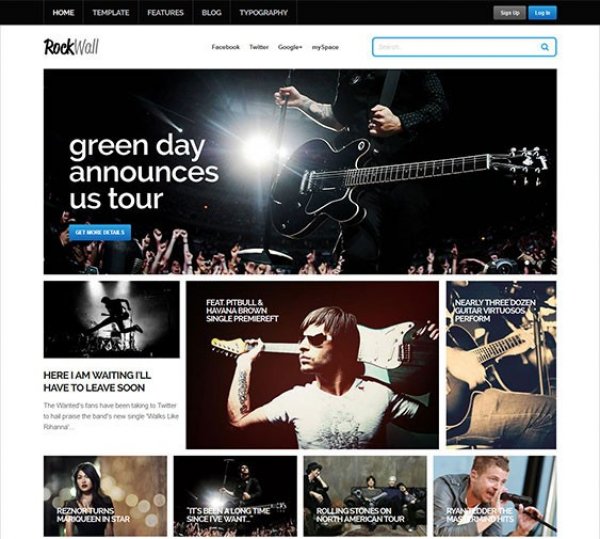 HOME TEMPLATE FEATURES BLOG TYPOGRAPHY Sign Up Log In
RockWall
Facebook Twitter Google+ mySpace
Search...
green day
announces
us tour
GET MORE DETAILS
FEAT. PITBULL &
HAVANA BROWN
SINGLE PREMIEREFT
NEARLY THREE DOZEN
GUITAR VIRTUOSOS
PERFORM
HERE I AM WAITING I'LL
HAVE TO LEAVE SOON
The Wanted's fans have been taking to Twitter
to hail praise the band's new single 'Walks Like
Rihanna'...
REZNOR TURNS
MARIQUEEN IN STAR
"IT'S BEEN A LONG TIME
SINCE I'VE WANT..."
ROLLING STONES ON
NORTH AMERICAN TOUR
RYAN TEDDER THE
MASTERMIND HITS